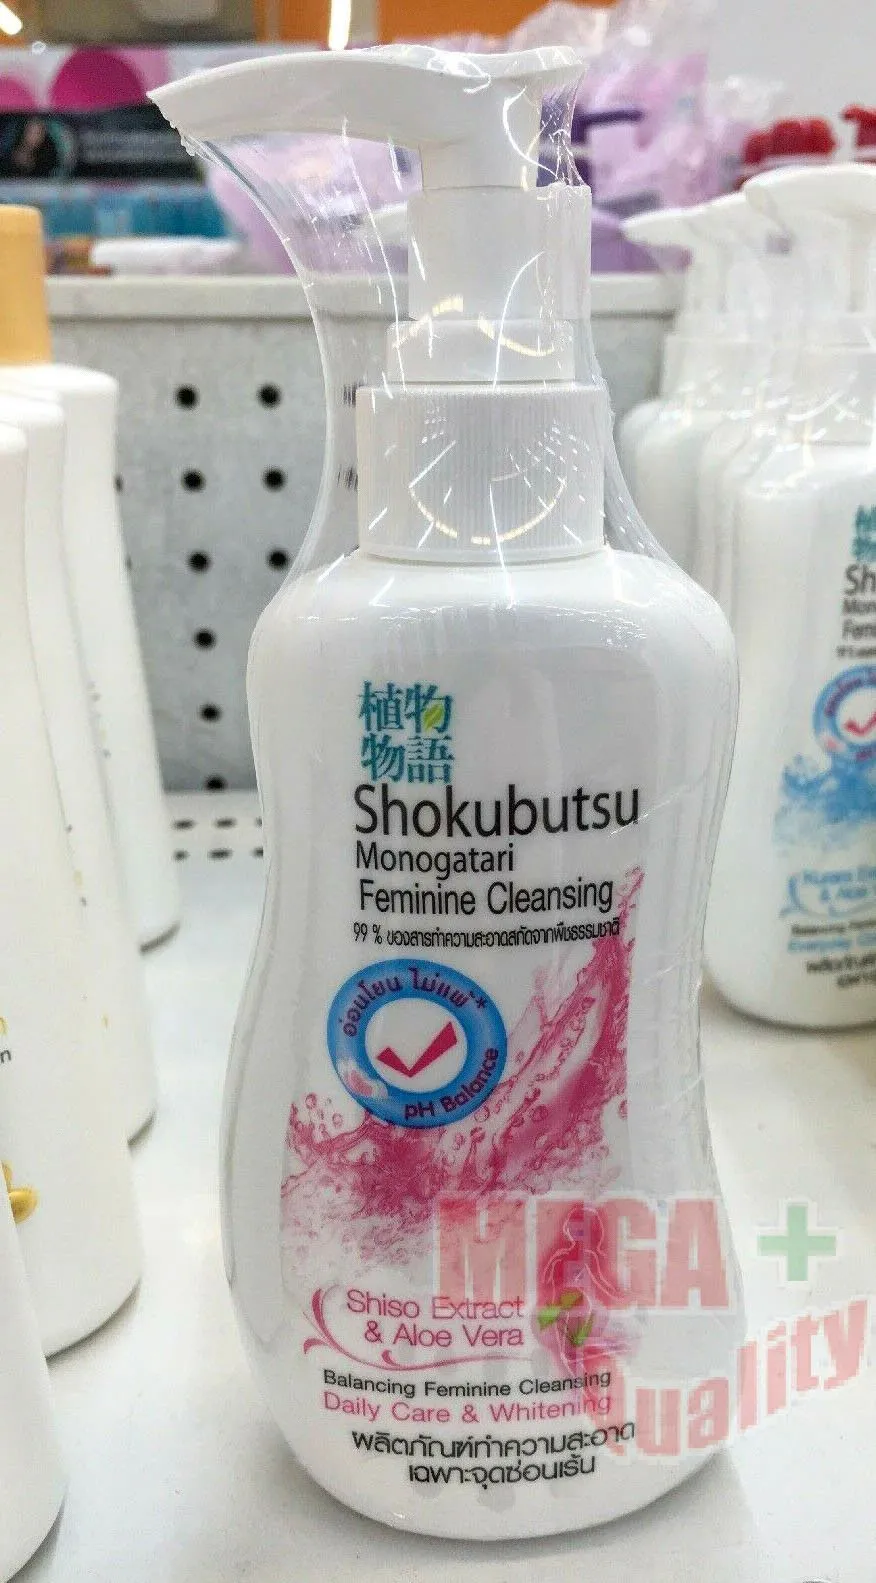 植物
物語
Shokubutsu
Monogatari
Feminine Cleansing
99 % ของสารทำความสะอาดสกัดจากพืชธรรมชาติ
อ่อนโยน ไม่แพ้*
pH Balance
Shiso Extract
& Aloe Vera
Balancing Feminine Cleansing
Daily Care & Whitening
ผลิตภัณฑ์ทำความสะอาด
เฉพาะจุดซ่อนเร้น
MEGA +
Quality
植
物
Sh
Mon
& Aloe